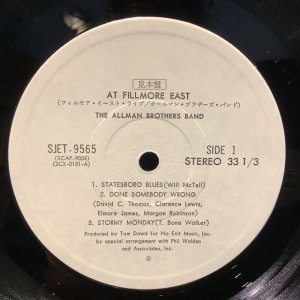 見本盤
AT FILLMORE EAST
(フィルモア・イースト・ライブ/オールマン・ブラザーズ・バンド)
THE ALLMAN BROTHERS BAND
SJET-9565
(SCAP-9005)
(2CX-0131-A)
SIDE 1
STEREO 33 1/3
1. STATESBORO BLUES(Will McTell)
2. DONE SOMEBODY WRONG
(David C. Thomas, Clarence Lewis,
Elmore James, Morgan Robinson)
3. STORMY MONDAY(T. Bone Walker)
Produced by Tom Dowd for No Exit Music, Inc. by
special arrangement with Phil Walden
and Associates, Inc.